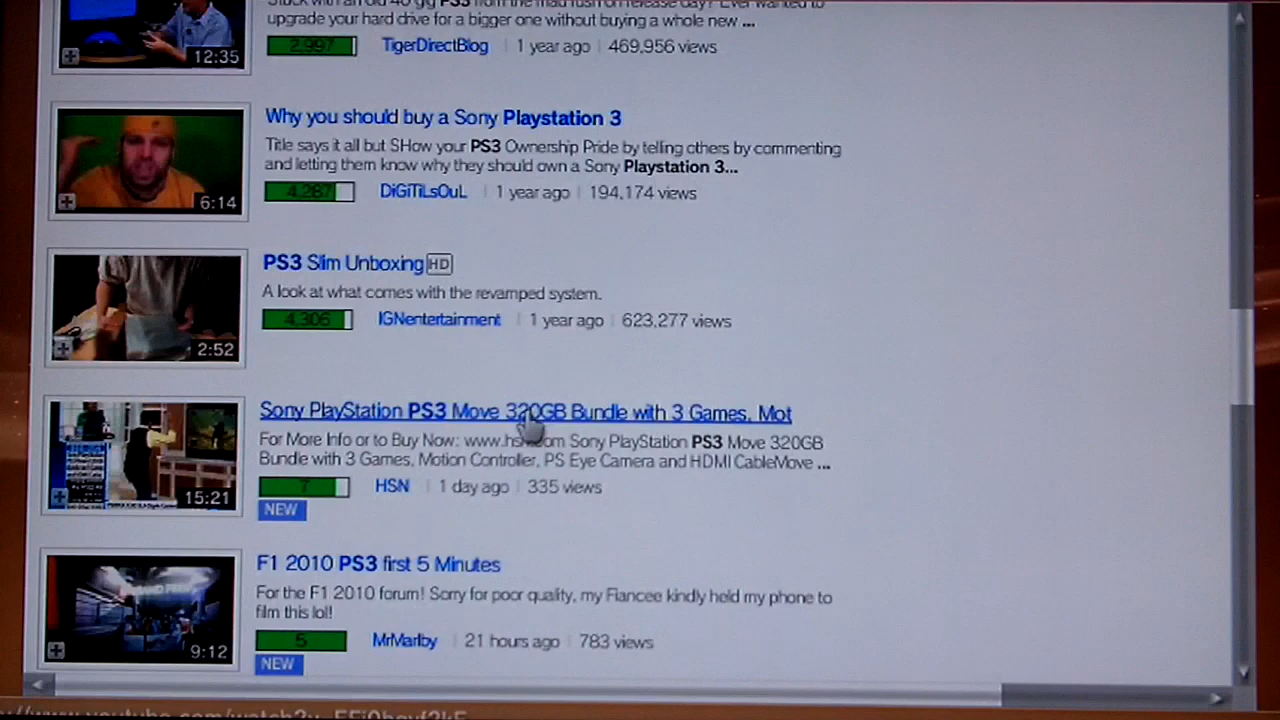 upgrade your hard drive for a bigger one without buying a whole new ...
12:35
2,997 TigerDirectBlog 1 year ago 469,956 views
Why you should buy a Sony Playstation 3
Title says it all but SHow your PS3 Ownership Pride by telling others by commenting
and letting them know why they should own a Sony Playstation 3...
6:14
4,287 DiGiTiLsOuL 1 year ago 194,174 views
PS3 Slim Unboxing HD
A look at what comes with the revamped system.
2:52
4,306 IGNentertainment 1 year ago 623,277 views
Sony PlayStation PS3 Move 320GB Bundle with 3 Games, Mot
For More Info or to Buy Now: Sony PlayStation PS3 Move 320GB
Bundle with 3 Games, Motion Controller, PS Eye Camera and HDMI CableMove ...
15:21
7 HSN 1 day ago 335 views
NEW
F1 2010 PS3 first 5 Minutes
For the F1 2010 forum! Sorry for poor quality, my Fiancee kindly held my phone to
film this lol!
9:12
5 MrMarlby 21 hours ago 783 views
NEW